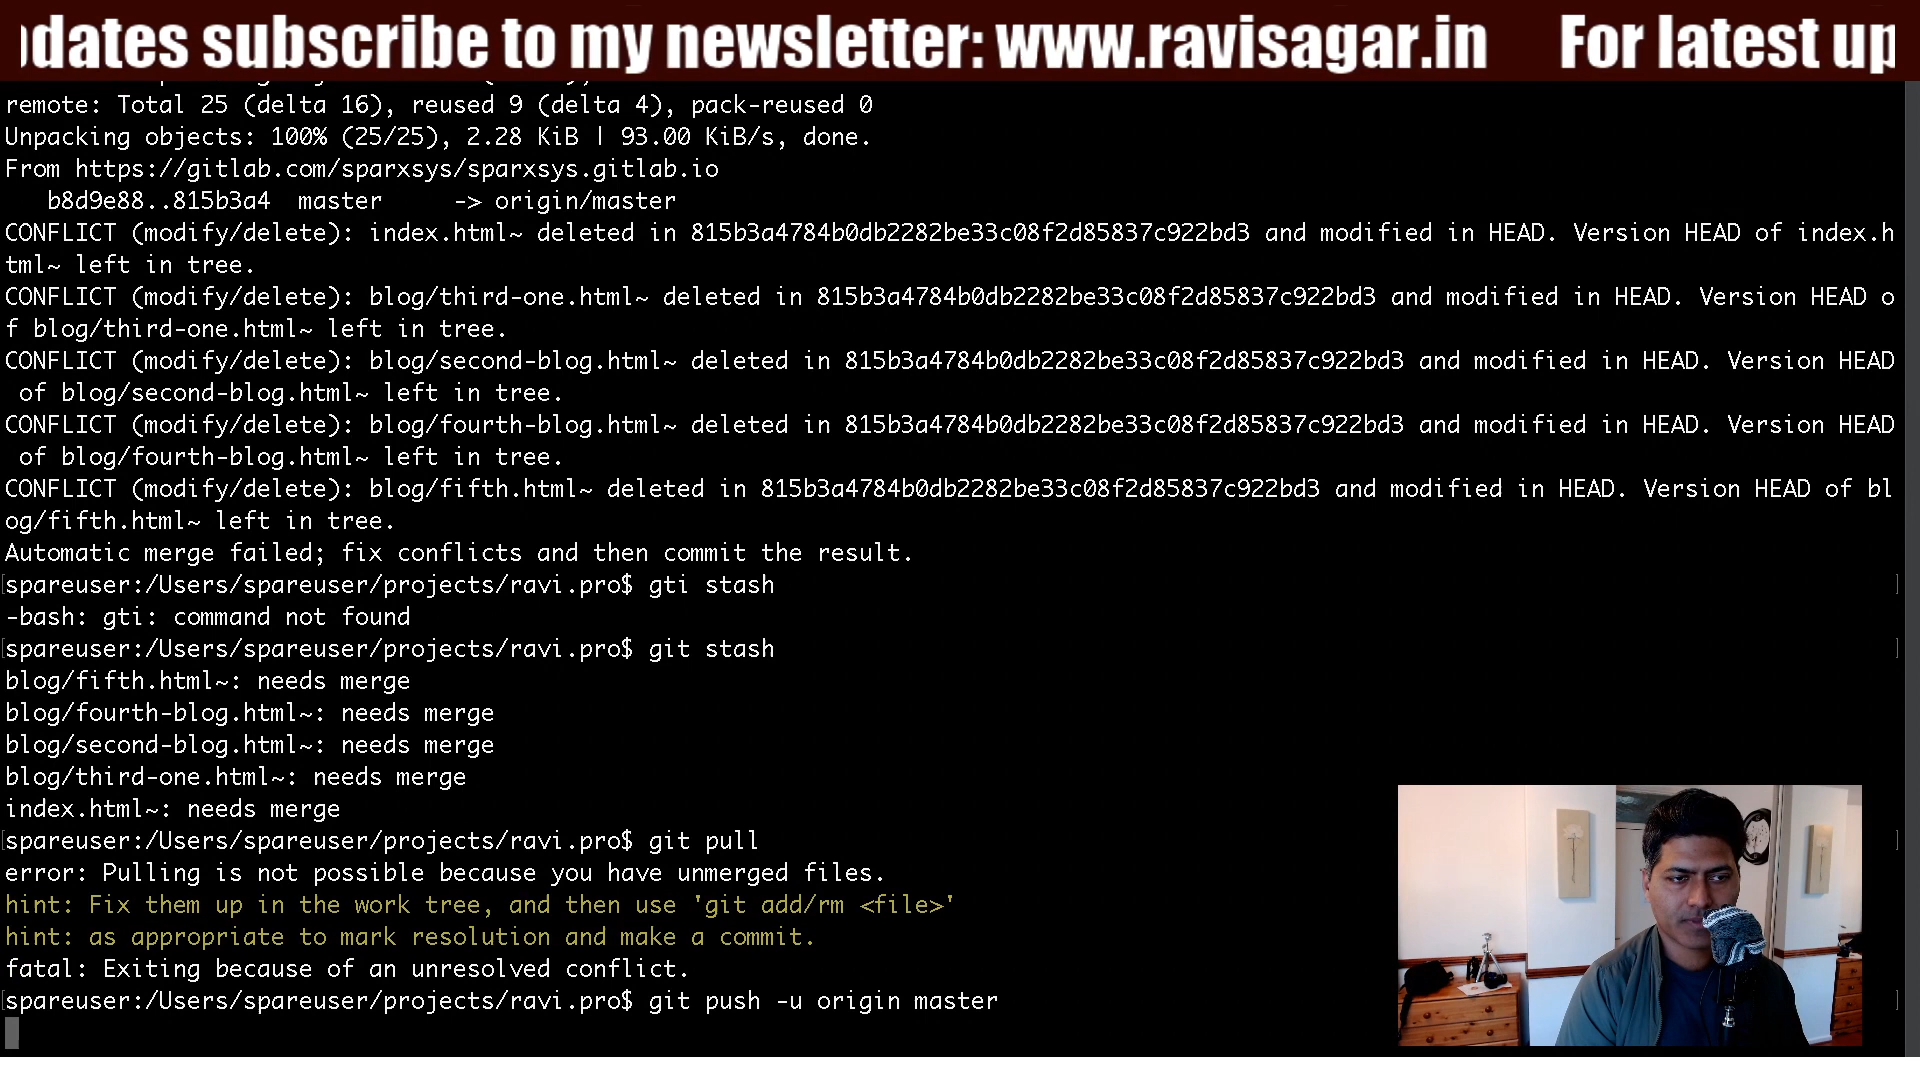 dates subscribe to my newsletter: www.ravisagar.in For latest up
remote: Total 25 (delta 16), reused 9 (delta 4), pack-reused 0
Unpacking objects: 100% (25/25), 2.28 KiB | 93.00 KiB/s, done.
From https://gitlab.com/sparxsys/sparxsys.gitlab.io
b8d9e88..815b3a4  master     -> origin/master
CONFLICT (modify/delete): index.html~ deleted in 815b3a4784b0db2282be33c08f2d85837c922bd3 and modified in HEAD. Version HEAD of index.h
tml~ left in tree.
CONFLICT (modify/delete): blog/third-one.html~ deleted in 815b3a4784b0db2282be33c08f2d85837c922bd3 and modified in HEAD. Version HEAD o
f blog/third-one.html~ left in tree.
CONFLICT (modify/delete): blog/second-blog.html~ deleted in 815b3a4784b0db2282be33c08f2d85837c922bd3 and modified in HEAD. Version HEAD
of blog/second-blog.html~ left in tree.
CONFLICT (modify/delete): blog/fourth-blog.html~ deleted in 815b3a4784b0db2282be33c08f2d85837c922bd3 and modified in HEAD. Version HEAD
of blog/fourth-blog.html~ left in tree.
CONFLICT (modify/delete): blog/fifth.html~ deleted in 815b3a4784b0db2282be33c08f2d85837c922bd3 and modified in HEAD. Version HEAD of bl
og/fifth.html~ left in tree.
Automatic merge failed; fix conflicts and then commit the result.
[spareuser:/Users/spareuser/projects/ravi.pro$ gti stash ]
-bash: gti: command not found
[spareuser:/Users/spareuser/projects/ravi.pro$ git stash ]
blog/fifth.html~: needs merge
blog/fourth-blog.html~: needs merge
blog/second-blog.html~: needs merge
blog/third-one.html~: needs merge
index.html~: needs merge
[spareuser:/Users/spareuser/projects/ravi.pro$ git pull ]
error: Pulling is not possible because you have unmerged files.
hint: Fix them up in the work tree, and then use 'git add/rm <file>'
hint: as appropriate to mark resolution and make a commit.
fatal: Exiting because of an unresolved conflict.
[spareuser:/Users/spareuser/projects/ravi.pro$ git push -u origin master ]